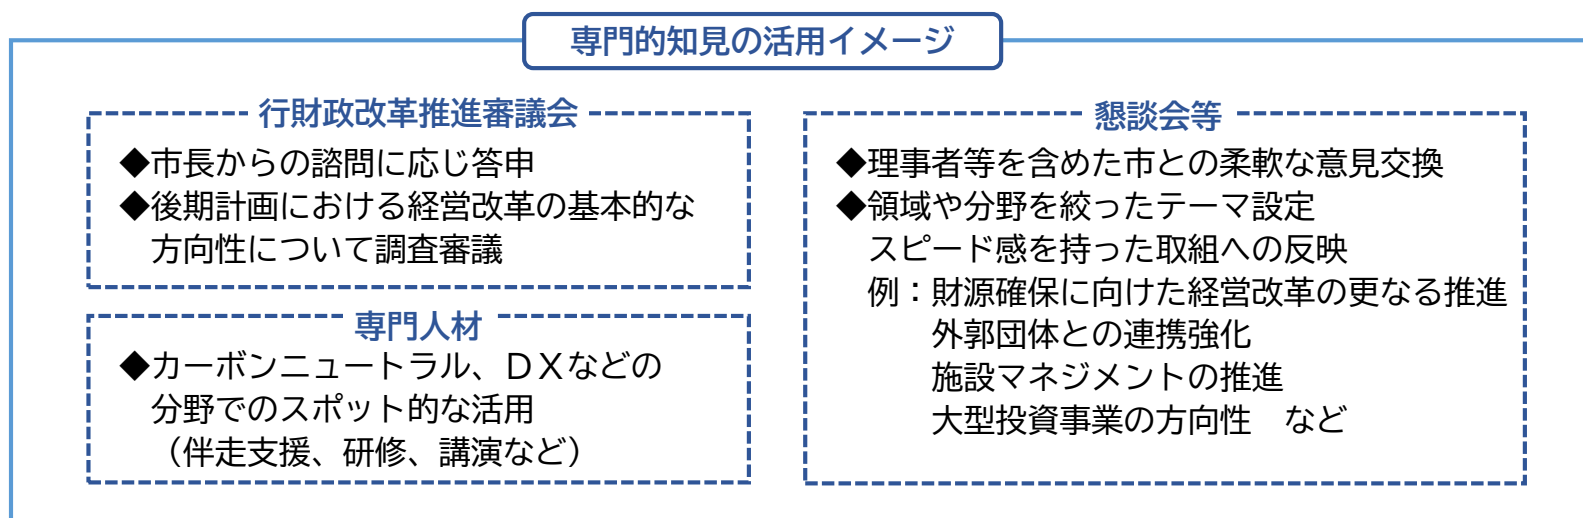 専門的知見の活用イメージ
行財政改革推進審議会
◆市長からの諮問に応じ答申
◆後期計画における経営改革の基本的な
方向性について調査審議
専門人材
◆カーボンニュートラル、ＤＸなどの
分野でのスポット的な活用
（伴走支援、研修、講演など）
懇談会等
◆理事者等を含めた市との柔軟な意見交換
◆領域や分野を絞ったテーマ設定
スピード感を持った取組への反映
例：財源確保に向けた経営改革の更なる推進
外郭団体との連携強化
施設マネジメントの推進
大型投資事業の方向性　など